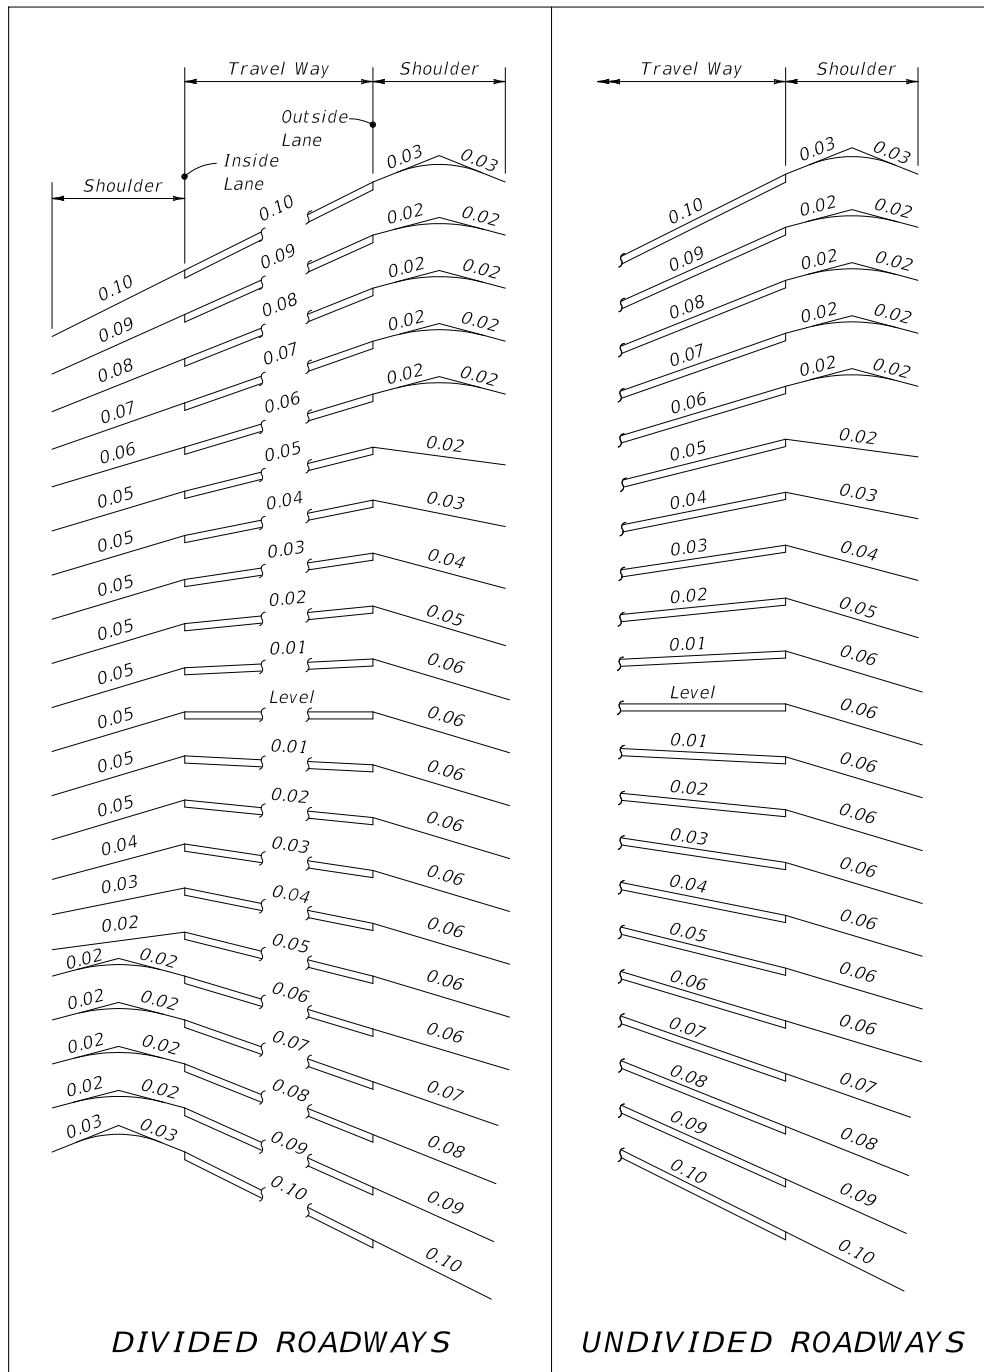 Travel Way
Shoulder
Outside
Lane
Inside
Lane
Shoulder
0.10 0.10 0.03 0.03
0.09 0.09 0.02 0.02
0.08 0.08 0.02 0.02
0.07 0.07 0.02 0.02
0.06 0.06 0.02 0.02
0.05 0.05 0.02
0.05 0.04 0.03
0.05 0.03 0.04
0.05 0.02 0.05
0.05 0.01 0.06
0.05 Level 0.06
0.05 0.01 0.06
0.05 0.02 0.06
0.04 0.03 0.06
0.03 0.04 0.06
0.02 0.05 0.06
0.02 0.02 0.06 0.06
0.02 0.02 0.07 0.07
0.02 0.02 0.08 0.08
0.02 0.02 0.09 0.09
0.03 0.03 0.10 0.10
DIVIDED ROADWAYS
Travel Way
Shoulder
0.10 0.03 0.03
0.09 0.02 0.02
0.08 0.02 0.02
0.07 0.02 0.02
0.06 0.02 0.02
0.05 0.02
0.04 0.03
0.03 0.04
0.02 0.05
0.01 0.06
Level 0.06
0.01 0.06
0.02 0.06
0.03 0.06
0.04 0.06
0.05 0.06
0.06 0.06
0.07 0.07
0.08 0.08
0.09 0.09
0.10 0.10
UNDIVIDED ROADWAYS